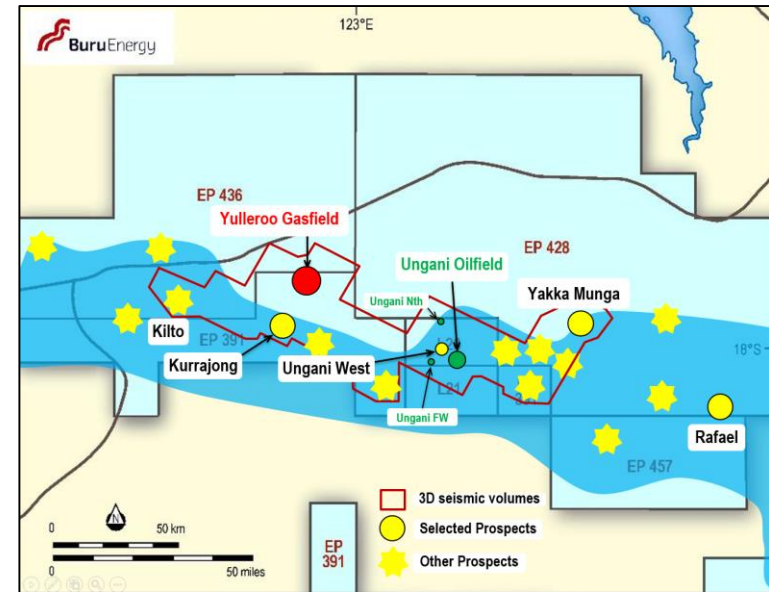 BuruEnergy
123°E
EP 436
Yulleroo Gasfield
EP 428
Ungani Oilfield
Ungani Nth
Yakka Munga
Kilto
EP 391
Kurrajong
Ungani West
18°S
L21
Ungani FW
Rafael
EP 457
3D seismic volumes
Selected Prospects
Other Prospects
N
0 50 km
0 50 miles
EP
391